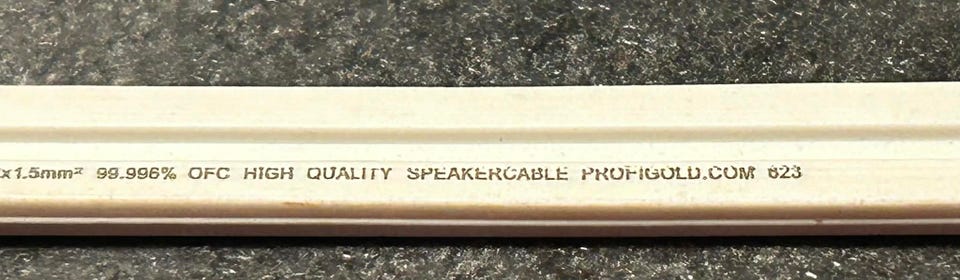 x1.5mm² 99.996% OFC HIGH QUALITY SPEAKERCABLE PROFIGOLD.COM 623